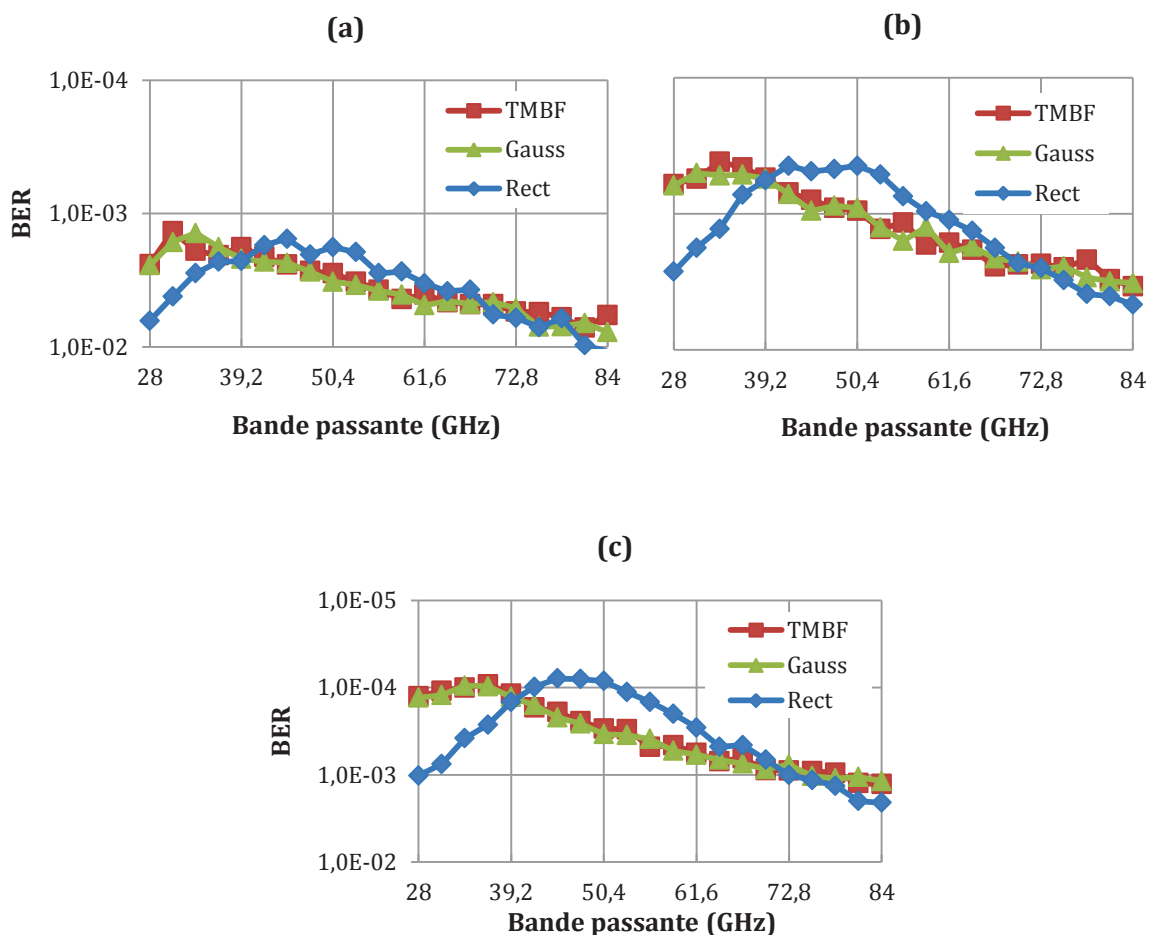 (a)
1,0E-04
1,0E-03
1,0E-02
BER
TMBF
Gauss
Rect
28 39,2 50,4 61,6 72,8 84
Bande passante (GHz)
(b)
TMBF
Gauss
Rect
28 39,2 50,4 61,6 72,8 84
Bande passante (GHz)
(c)
1,0E-05
1,0E-04
1,0E-03
1,0E-02
BER
TMBF
Gauss
Rect
28 39,2 50,4 61,6 72,8 84
Bande passante (GHz)